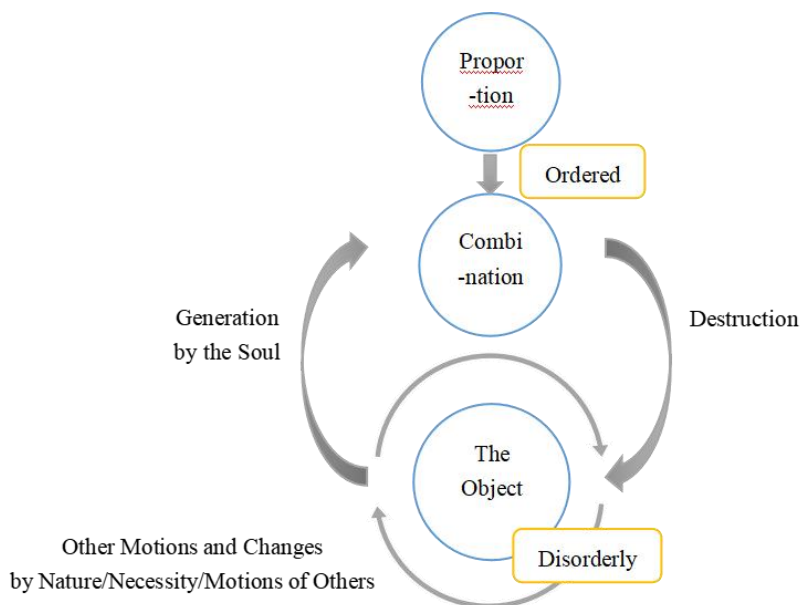 Propor
-tion
Ordered
Combi
-nation
Generation
by the Soul
Destruction
The
Object
Other Motions and Changes
by Nature/Necessity/Motions of Others
Disorderly